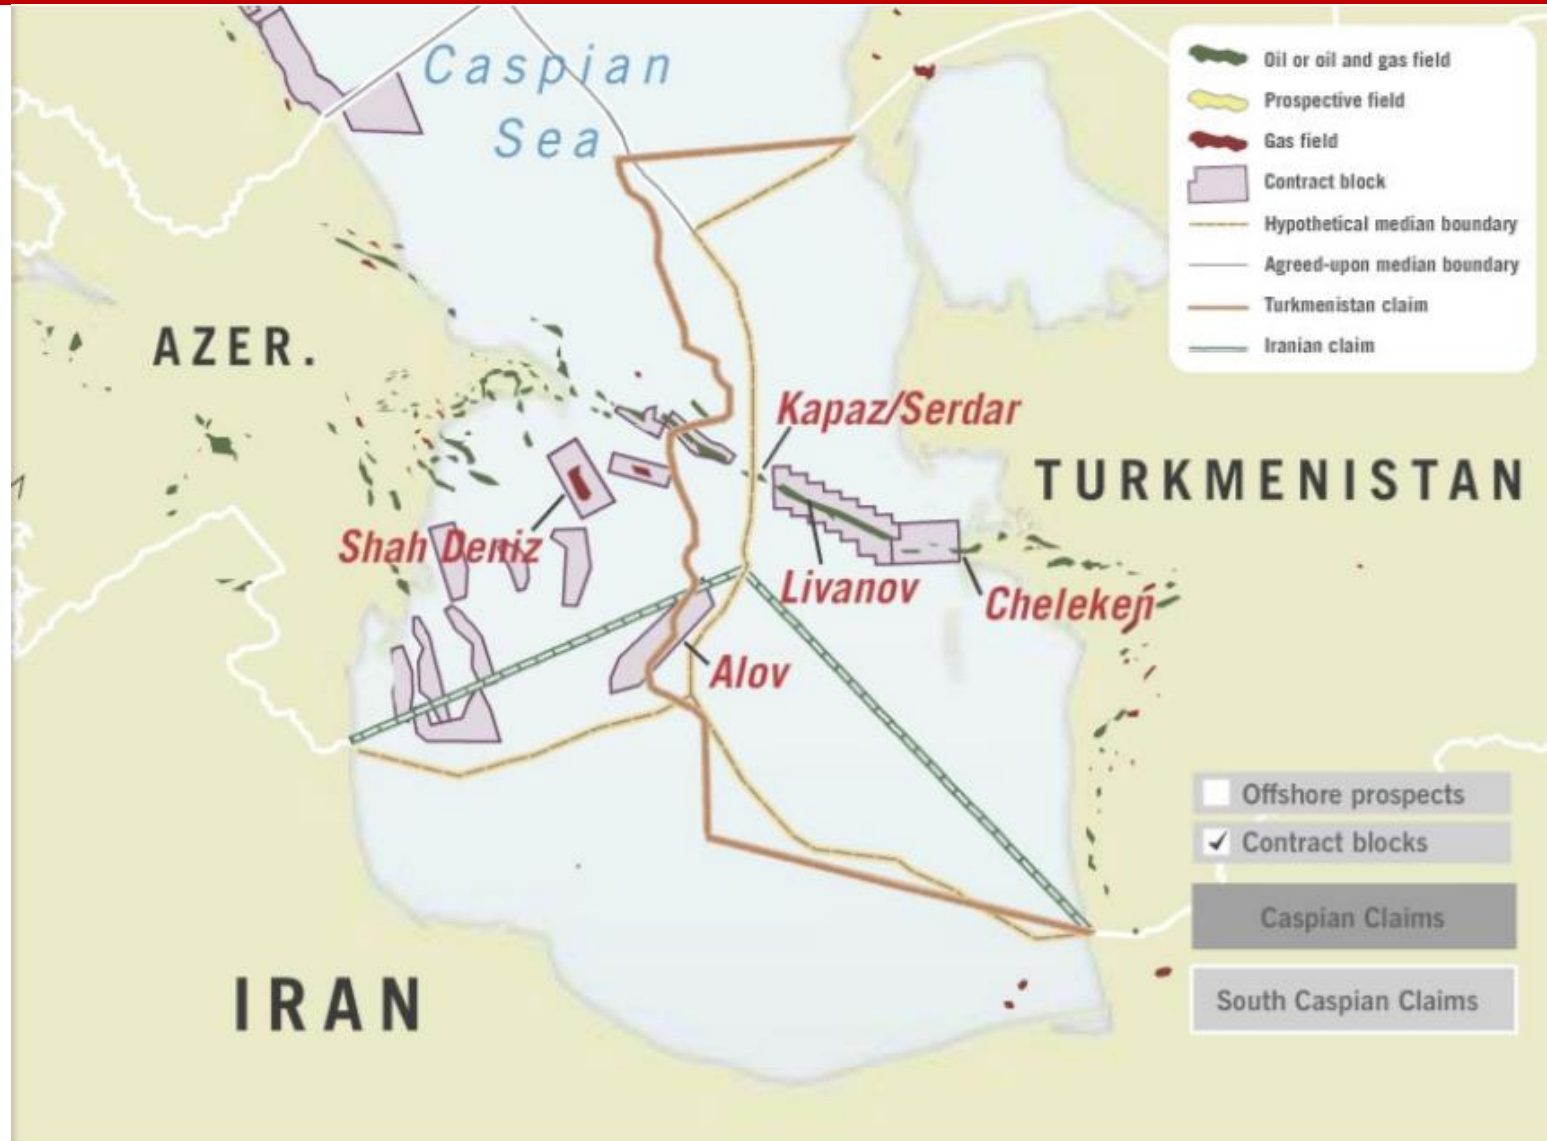 Caspian
Sea
Oil or oil and gas field
Prospective field
Gas field
Contract block
Hypothetical median boundary
Agreed-upon median boundary
Turkmenistan claim
Iranian claim
AZER.
Kapaz/Serdar
TURKMENISTAN
Shah Deniz
Livanov
Cheleken
Alov
Offshore prospects
Contract blocks
Caspian Claims
South Caspian Claims
IRAN